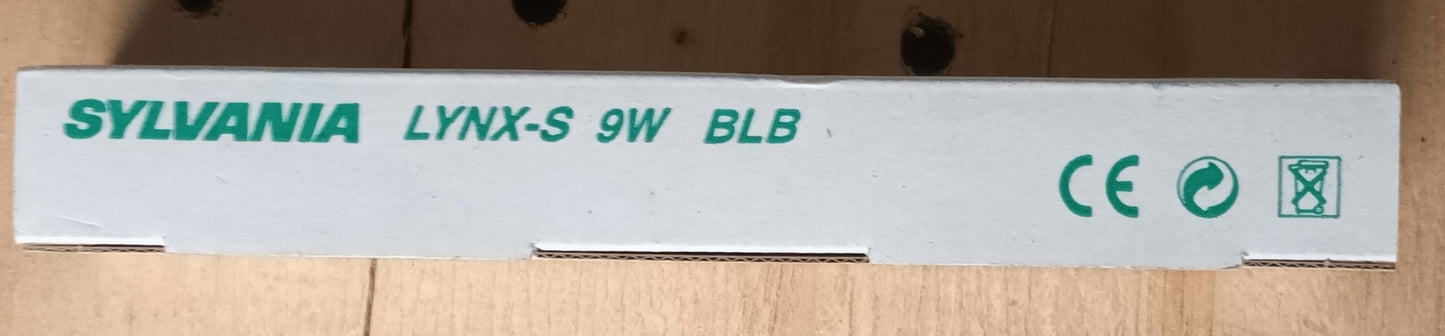 SYLVANIA LYNX-S 9W BLB
CE